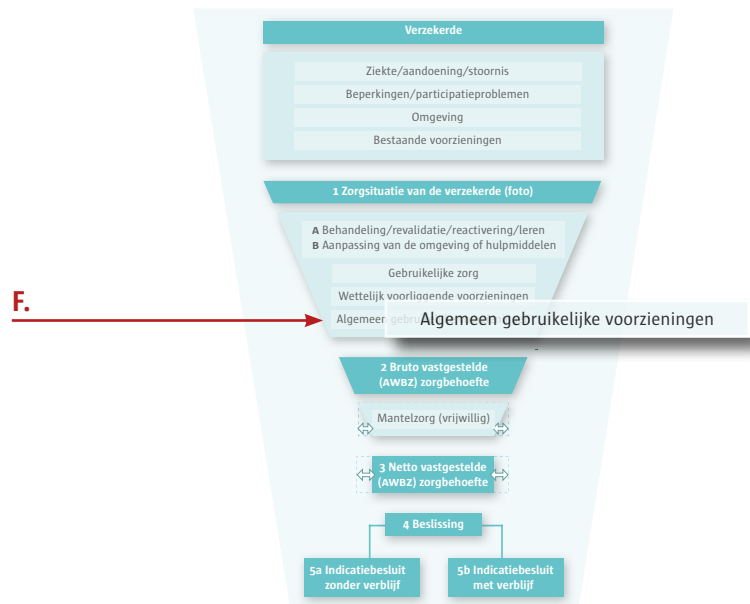 Verzekerde
Ziekte/aandoening/stoornis
Beperkingen/participatieproblemen
Omgeving
Bestaande voorzieningen
1 Zorgsituatie van de verzekerde (foto)
A Behandeling/revalidatie/reactivering/leren
B Aanpassing van de omgeving of hulpmiddelen
Gebruikelijke zorg
Wettelijk voorliggende voorzieningen
F.
Algemeen
Algemeen gebruikelijke voorzieningen
2 Bruto vastgestelde
(AWBZ) zorgbehoefte
Mantelzorg (vrijwillig)
3 Netto vastgestelde
(AWBZ) zorgbehoefte
4 Beslissing
5a Indicatiebesluit
zonder verblijf
5b Indicatiebesluit
met verblijf